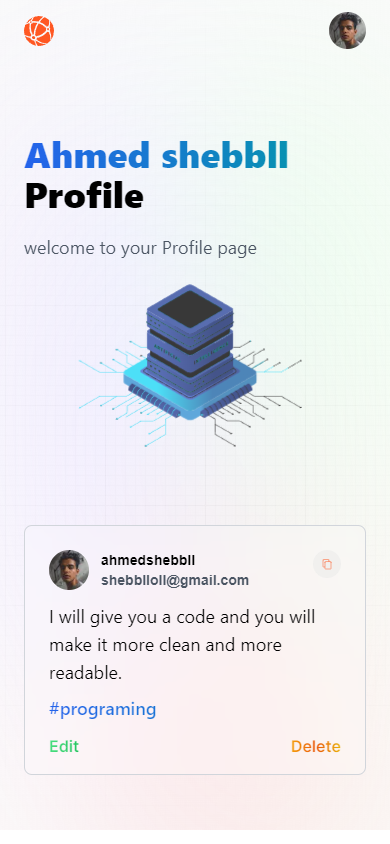 Ahmed shebbll
Profile
welcome to your Profile page
ahmedshebbll
shebblloll@gmail.com
I will give you a code and you will
make it more clean and more
readable.
#programing
Edit
Delete